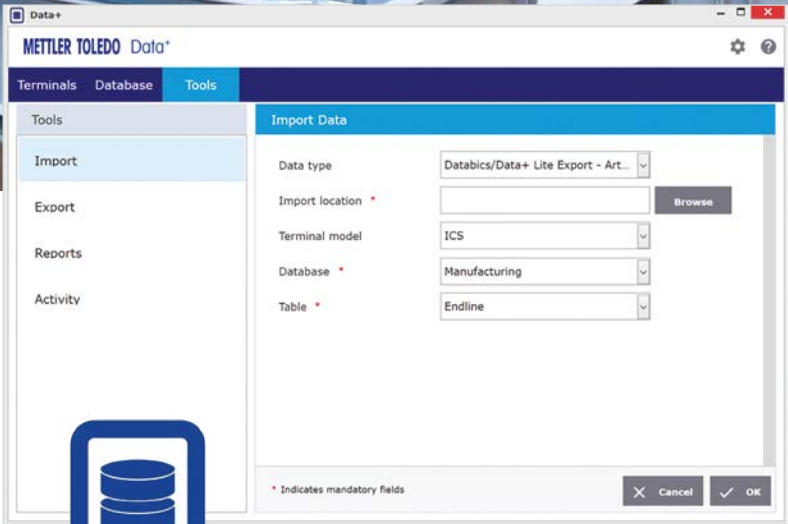 Data+
METTLER TOLEDO Data+
Terminals Database Tools
Tools
Import
Export
Reports
Activity
Import Data
Data type Databics/Data+ Lite Export - Art...
Import location * Browse
Terminal model ICS
Database * Manufacturing
Table * Endline
* Indicates mandatory fields
Cancel OK